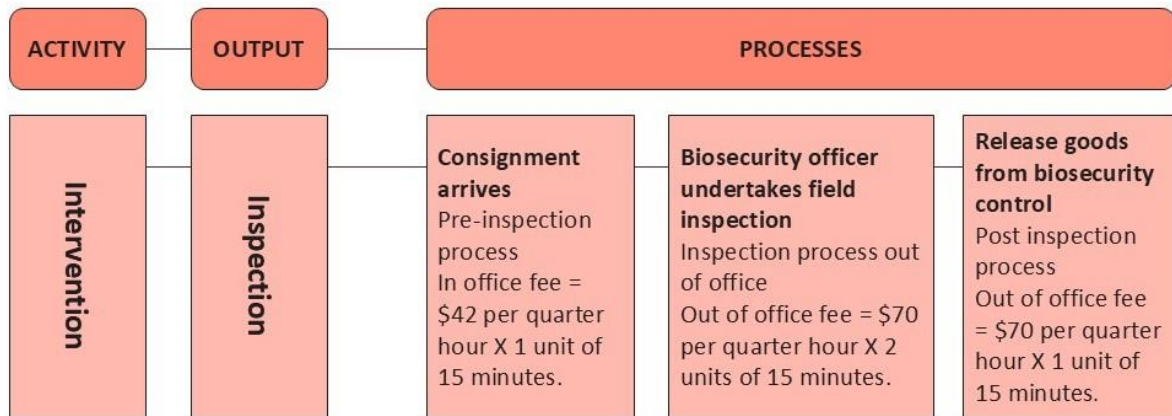 ACTIVITY
OUTPUT
PROCESSES
Intervention
Inspection
Consignment
arrives
Pre-inspection
process
In office fee =
$42 per quarter
hour X 1 unit of
15 minutes.
Biosecurity officer
undertakes field
inspection
Inspection process out
of office
Out of office fee = $70
per quarter hour X 2
units of 15 minutes.
Release goods
from biosecurity
control
Post inspection
process
Out of office fee
= $70 per quarter
hour X 1 unit of
15 minutes.